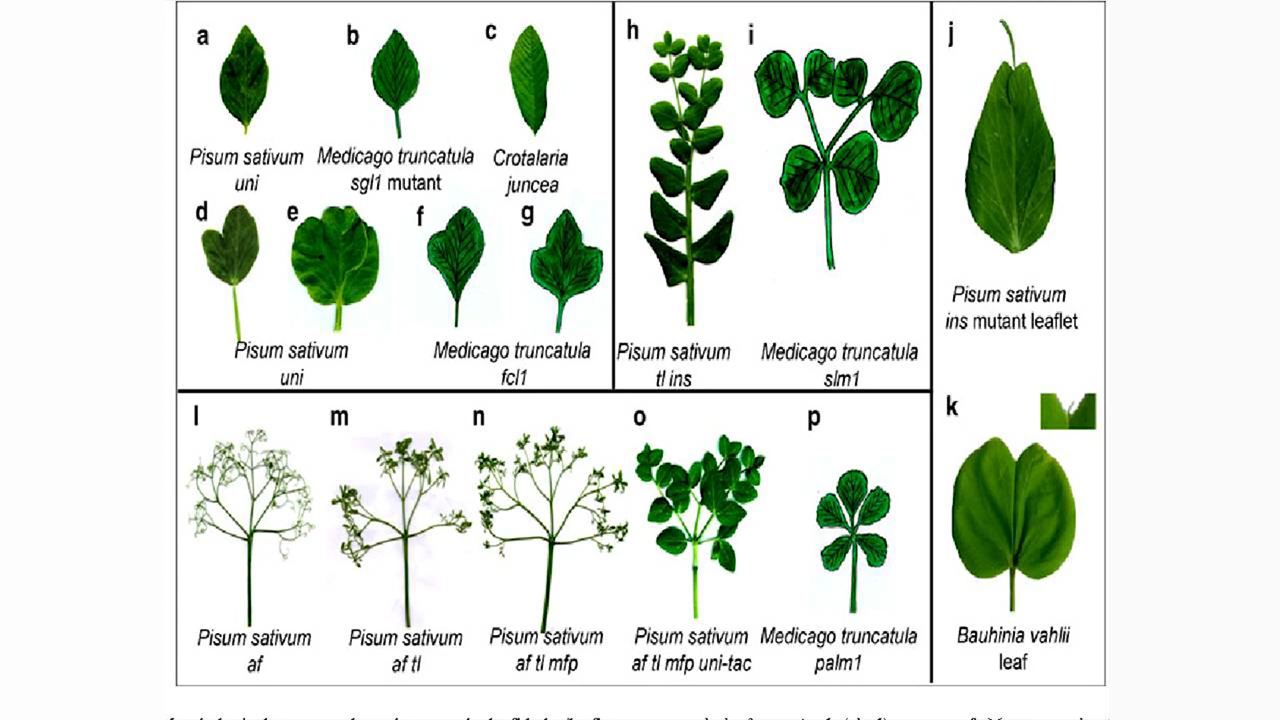 a
b
c
Pisum sativum
uni
Medicago truncatula
sgl1 mutant
Crotalaria
juncea
d
e
f
g
Pisum sativum
uni
Medicago truncatula
fcl1
h
i
Pisum sativum
tl ins
Medicago truncatula
slm1
j
Pisum sativum
ins mutant leaflet
k
Bauhinia vahlii
leaf
l
m
n
o
p
Pisum sativum
af
Pisum sativum
af tl
Pisum sativum
af tl mfp
Pisum sativum
af tl mfp uni-tac
Medicago truncatula
palm1